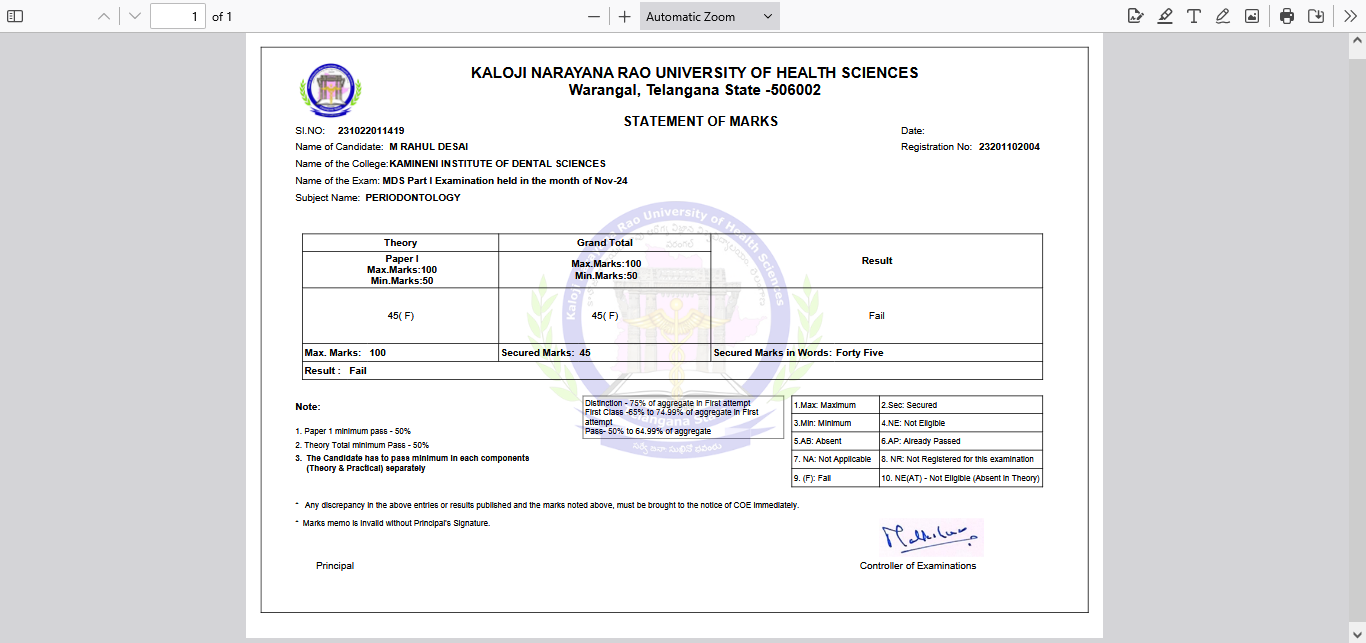 1 of 1
Automatic Zoom
KALOJI NARAYANA RAO UNIVERSITY OF HEALTH SCIENCES
Warangal, Telangana State -506002
STATEMENT OF MARKS
SI.NO: 231022011419
Date:
Name of Candidate: M RAHUL DESAI
Registration No: 23201102004
Name of the College:KAMINENI INSTITUTE OF DENTAL SCIENCES
Name of the Exam: MDS Part I Examination held in the month of Nov-24
Subject Name: PERIODONTOLOGY
Kaloji Rao University of Health Sciences
Theory Grand Total Result
Paper I
Max.Marks:100
Min.Marks:50
Max.Marks:100
Min.Marks:50
45( F) 45( F) Fail
Max. Marks: 100 Secured Marks: 45 Secured Marks in Words: Forty Five
Result : Fail
Note:
1. Paper 1 minimum pass - 50%
2. Theory Total minimum Pass - 50%
3. The Candidate has to pass minimum in each components
(Theory & Practical) separately
Distinction - 75% of aggregate in First attempt
First Class -65% to 74.99% of aggregate in First
attempt
Pass- 50% to 64.99% of aggregate
1.Max: Maximum 2.Sec: Secured
3.Min: Minimum 4.NE: Not Eligible
5.AB: Absent 6.AP: Already Passed
7. NA: Not Applicable 8. NR: Not Registered for this examination
9. (F): Fail 10. NE(AT) - Not Eligible (Absent in Theory)
* Any discrepancy in the above entries or results published and the marks noted above, must be brought to the notice of COE immediately.
* Marks memo is invalid without Principal's Signature.
Principal
Controller of Examinations